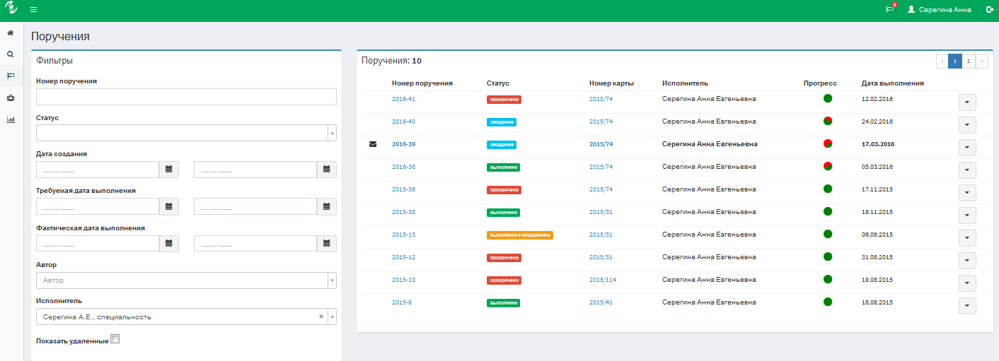 0 Серегина Анна
Поручения
Фильтры
Номер поручения
Статус
Дата создания
__.__.____ __.__.____
Требуемая дата выполнения
__.__.____ __.__.____
Фактическая дата выполнения
__.__.____ __.__.____
Автор
Автор
Исполнитель
Серегина А.Е., специальность ×
Показать удаленные
Поручения: 10
‹ 1 2 ›
Номер поручения Статус Номер карты Исполнитель Прогресс Дата выполнения
2016-41 просрочено 2015/74 Серегина Анна Евгеньевна 12.02.2016
2016-40 ожидание 2015/74 Серегина Анна Евгеньевна 24.02.2016
2016-39 ожидание 2015/74 Серегина Анна Евгеньевна 17.03.2016
2016-38 выполнено 2015/74 Серегина Анна Евгеньевна 05.03.2016
2015-36 просрочено 2015/74 Серегина Анна Евгеньевна 17.11.2015
2015-35 выполнено 2015/31 Серегина Анна Евгеньевна 19.11.2015
2015-13 выполнено с опозданием 2015/31 Серегина Анна Евгеньевна 06.09.2015
2015-12 просрочено 2015/31 Серегина Анна Евгеньевна 31.08.2015
2015-10 просрочено 2015/114 Серегина Анна Евгеньевна 19.08.2015
2015-8 выполнено 2015/41 Серегина Анна Евгеньевна 18.08.2015